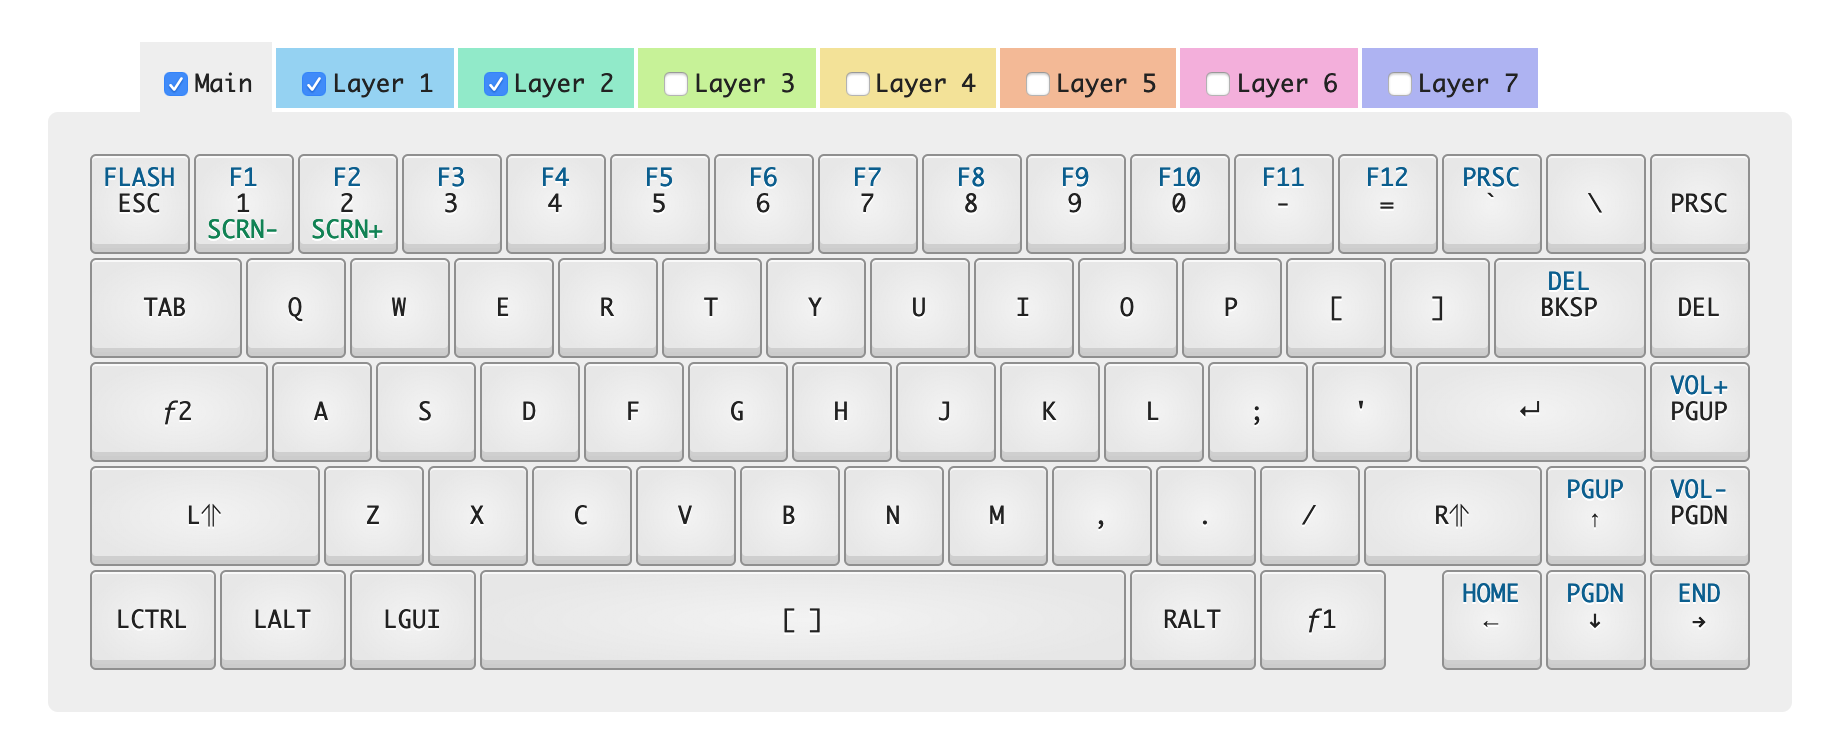 Main Layer 1 Layer 2 Layer 3 Layer 4 Layer 5 Layer 6 Layer 7
FLASH F1 F2 F3 F4 F5 F6 F7 F8 F9 F10 F11 F12 PRSC
ESC 1 2 3 4 5 6 7 8 9 0 - = ` \ PRSC
SCRN- SCRN+
DEL
TAB Q W E R T Y U I O P [ ] BKSP DEL
VOL+
ƒ2 A S D F G H J K L ; ' ↵ PGUP
PGUP VOL-
L⥣ Z X C V B N M , . / R⥣ ↑ PGDN
HOME PGDN END
LCTRL LALT LGUI [ ] RALT ƒ1 ← ↓ →